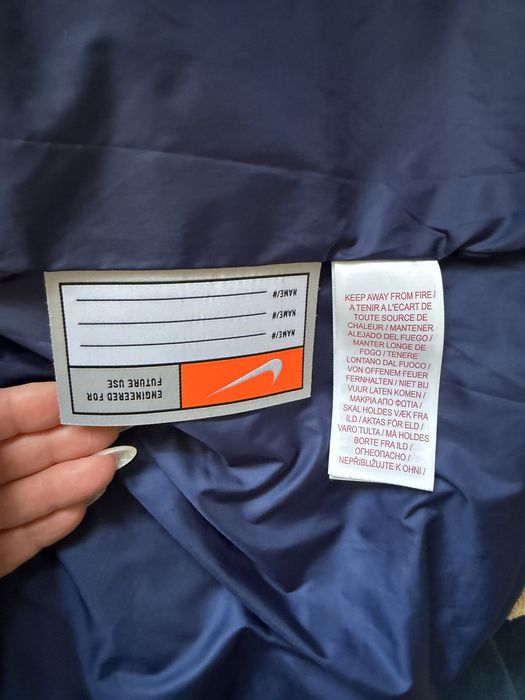 NAME/#
NAME/#
NAME/#
ENGINEERED FOR
FUTURE USE
KEEP AWAY FROM FIRE /
A TENIR A L'ECART DE
TOUTE SOURCE DE
CHALEUR / MANTENER
ALEJADO DEL FUEGO /
MANTER LONGE DE
FOGO / TENERE
LONTANO DAL FUOCO /
VON OFFENEM FEUER
FERNHALTEN / NIET BIJ
VUUR LATEN KOMEN /
ΜΑΚΡΙΑ ΑΠΟ ΦΩΤΙΑ /
SKAL HOLDES VÆK FRA
ILD / AKTAS FÖR ELD /
VARO TULTA / MÅ HOLDES
BORTE FRA ILD /
ОГНЕОПАСНО /
NEPŘIBLIŽUJTE K OHNI /